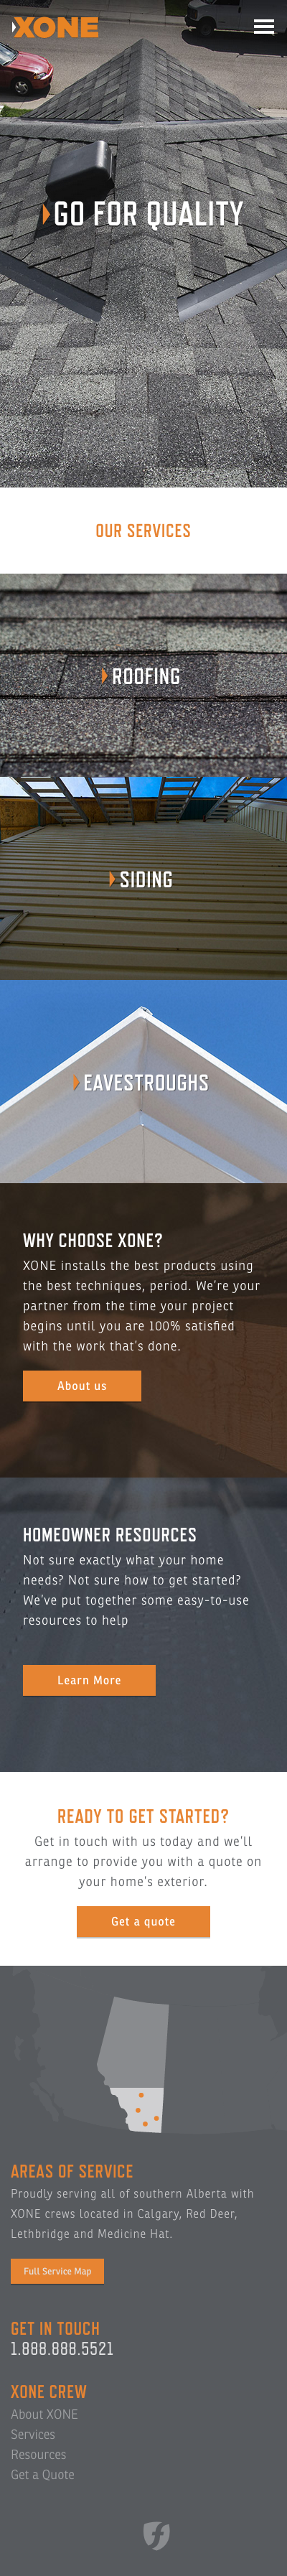 XONE
GO FOR QUALITY
OUR SERVICES
ROOFING
SIDING
EAVESTROUGHS
WHY CHOOSE XONE?
XONE installs the best products using
the best techniques, period. We're your
partner from the time your project
begins until you are 100% satisfied
with the work that's done.
About us
HOMEOWNER RESOURCES
Not sure exactly what your home
needs? Not sure how to get started?
We've put together some easy-to-use
resources to help
Learn More
READY TO GET STARTED?
Get in touch with us today and we'll
arrange to provide you with a quote on
your home's exterior.
Get a quote
AREAS OF SERVICE
Proudly serving all of southern Alberta with
XONE crews located in Calgary, Red Deer,
Lethbridge and Medicine Hat.
Full Service Map
GET IN TOUCH
1.888.888.5521
XONE CREW
About XONE
Services
Resources
Get a Quote